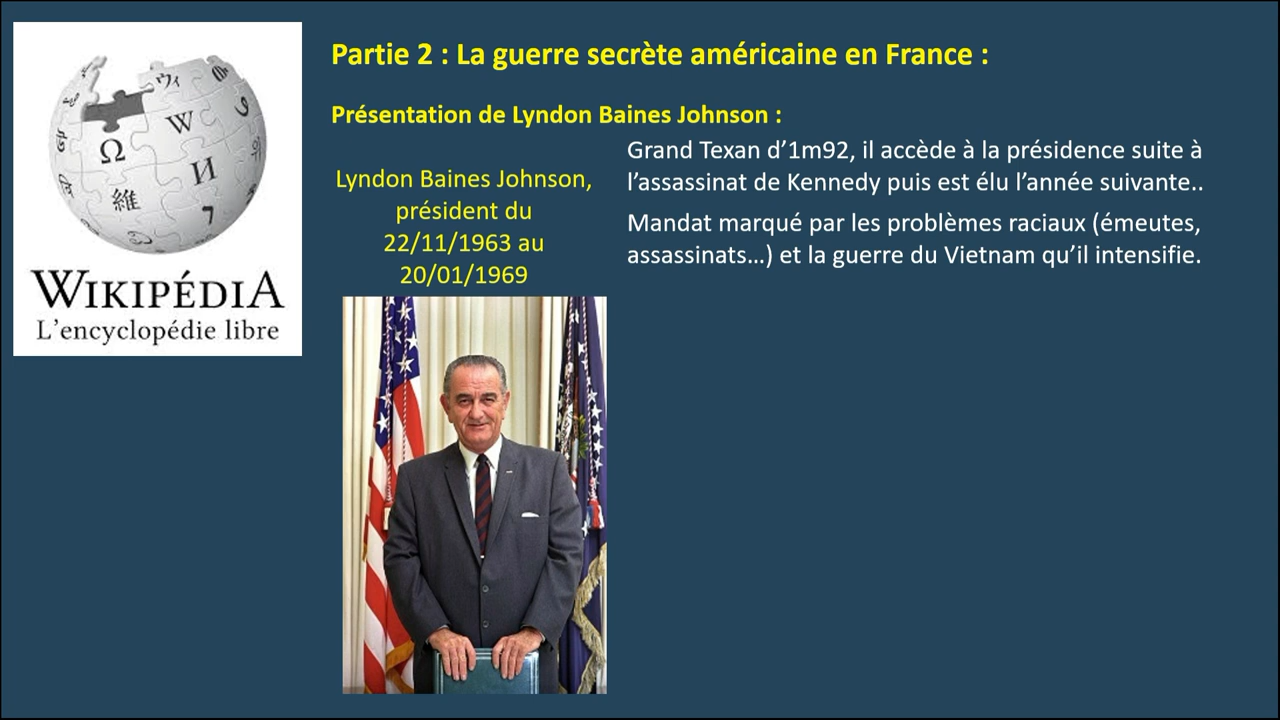 Partie 2 : La guerre secrète américaine en France :
Présentation de Lyndon Baines Johnson :
Grand Texan d’1m92, il accède à la présidence suite à
l’assassinat de Kennedy puis est élu l’année suivante..
Mandat marqué par les problèmes raciaux (émeutes,
assassinats…) et la guerre du Vietnam qu’il intensifie.
Lyndon Baines Johnson,
président du
22/11/1963 au
20/01/1969
Ω
W
И
維
7
WIKIPÉDIA
L’encyclopédie libre